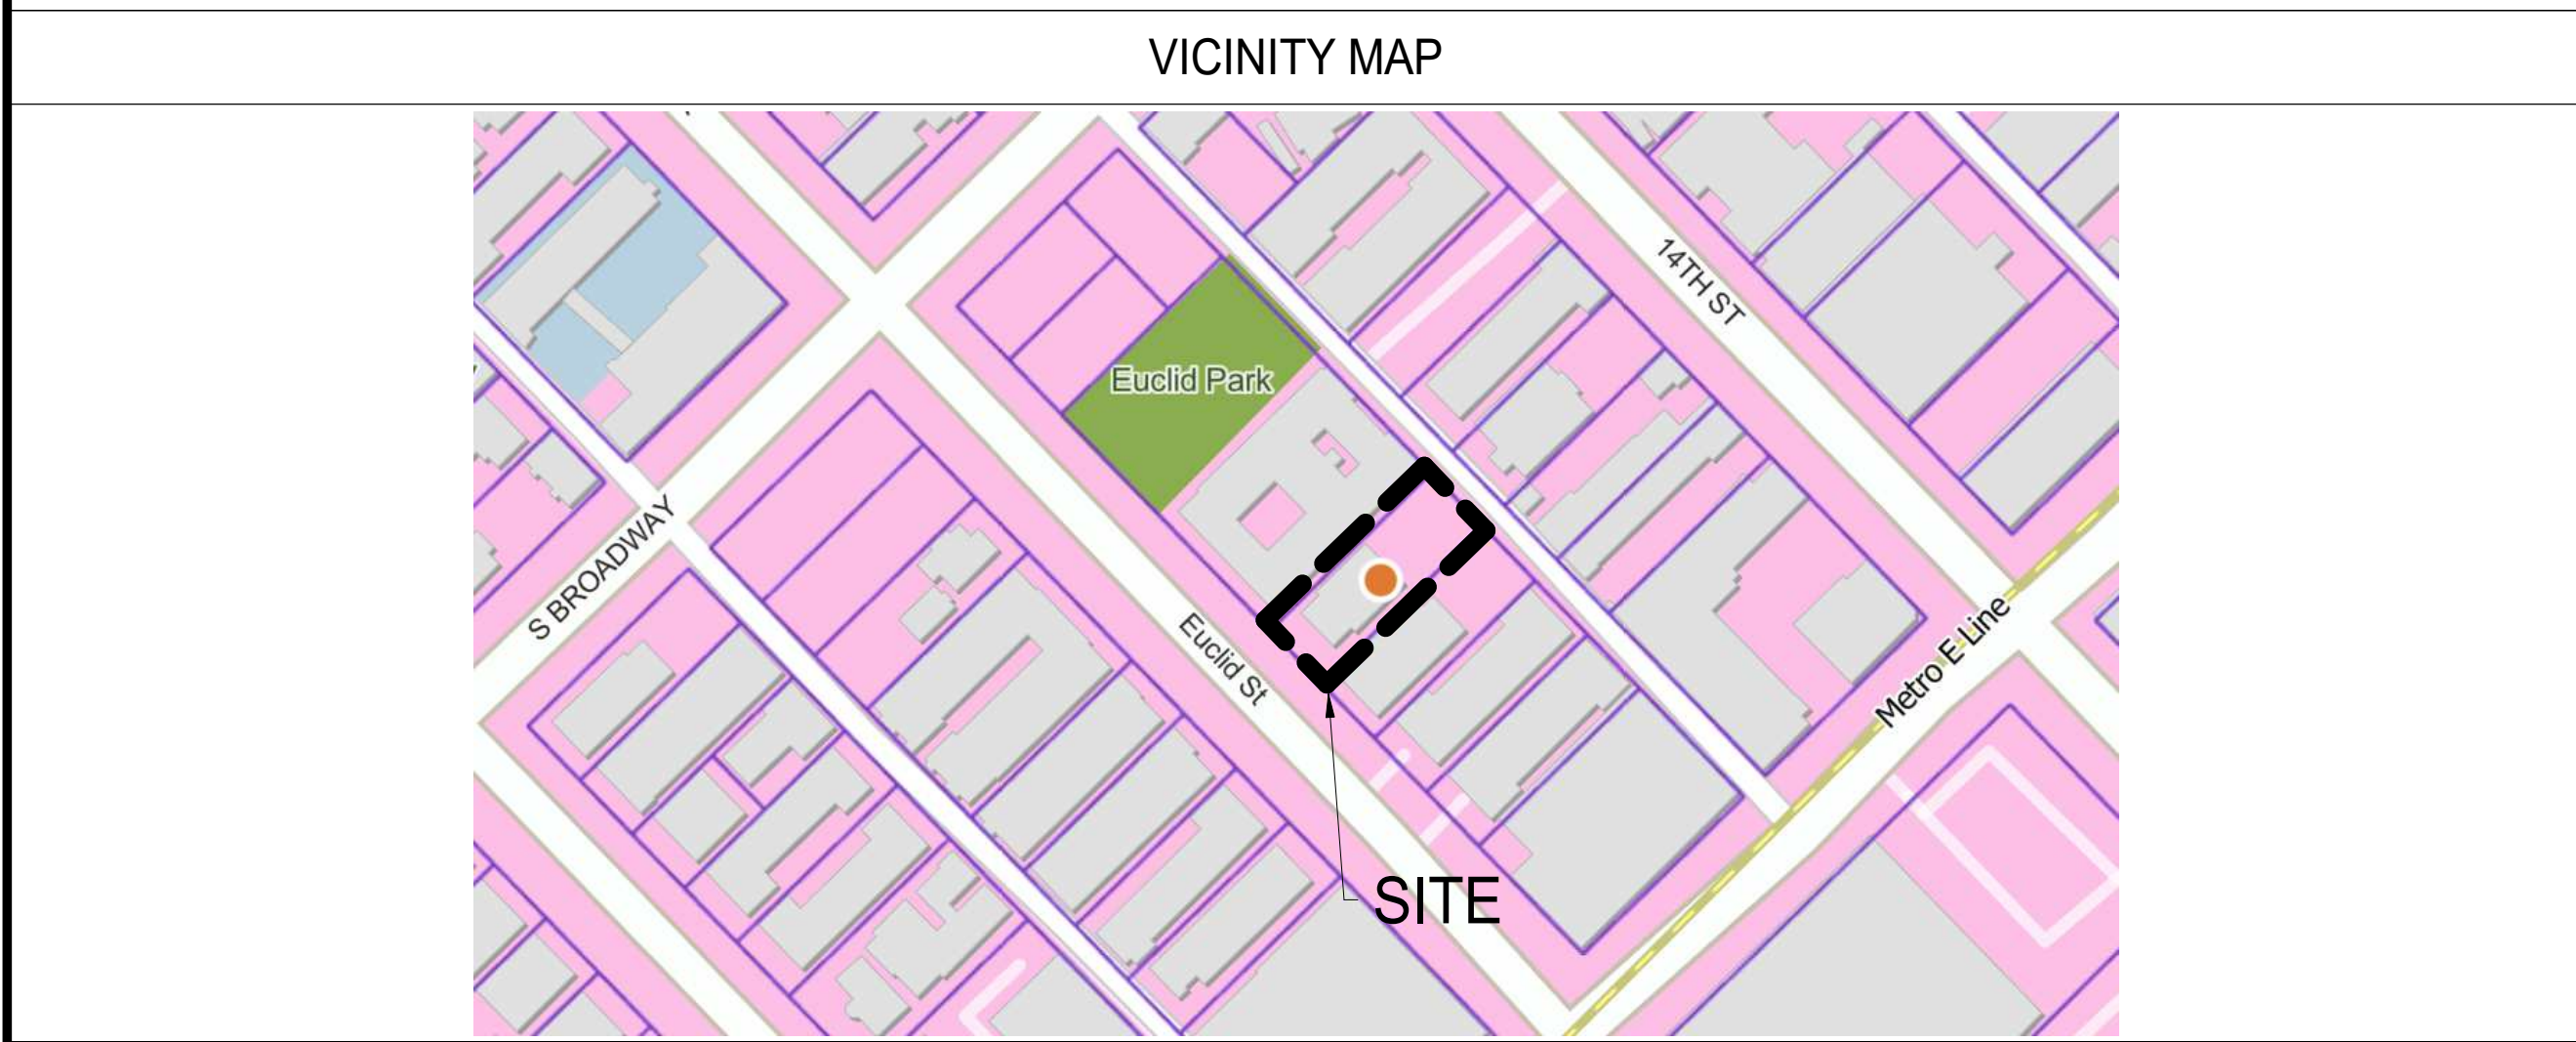 VICINITY MAP
14TH ST
Euclid Park
S BROADWAY
Euclid St
Metro E Line
SITE